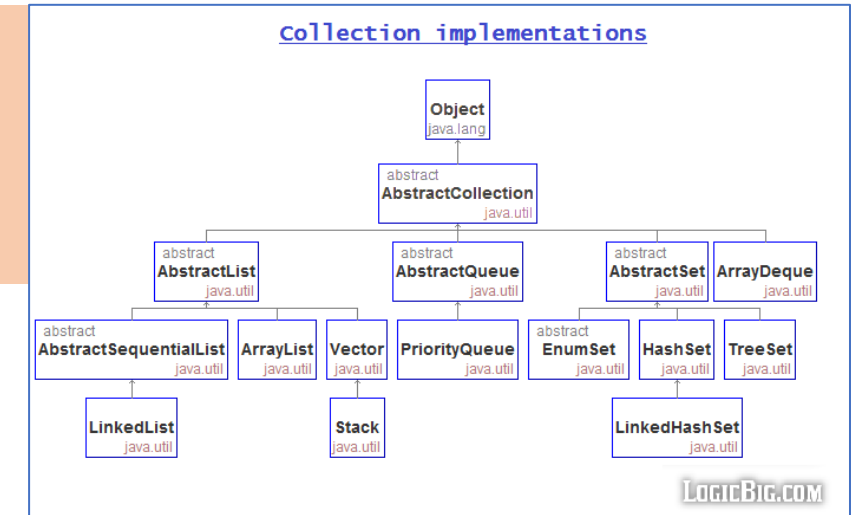 Collection implementations
Object
java.lang
abstract
AbstractCollection
java.util
abstract
AbstractList
java.util
abstract
AbstractQueue
java.util
abstract
AbstractSet
java.util
ArrayDeque
java.util
abstract
AbstractSequentialList
java.util
ArrayList
java.util
Vector
java.util
PriorityQueue
java.util
abstract
EnumSet
java.util
HashSet
java.util
TreeSet
java.util
LinkedList
java.util
Stack
java.util
LinkedHashSet
java.util
LogicBig.com